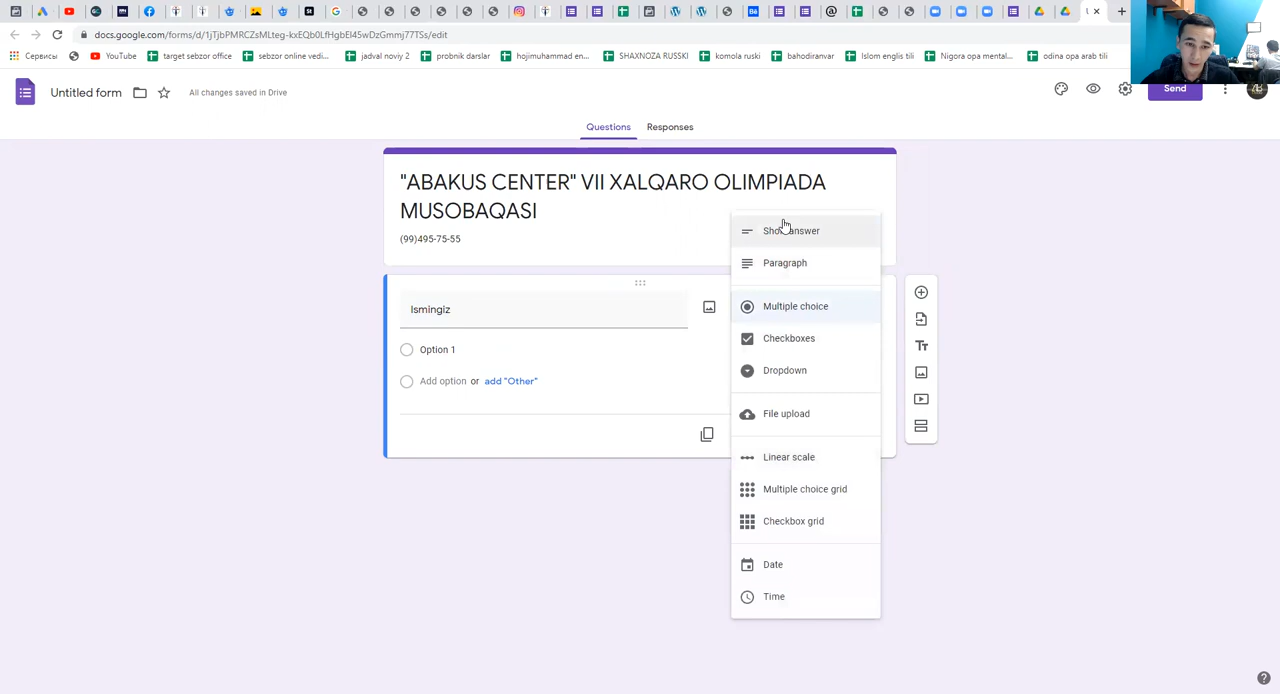 docs.google.com/forms/d/1jTjbPMRCZsMLteg-kxEQb0LfHgbEl45wDzGmmj77TSs/edit
Сервисы
YouTube
target sebzor office
sebzor online vedi...
jadval noviy 2
probnik darslar
hojimuhammad en...
SHAXNOZA RUSSKI
komola ruski
bahodiranvar
Islom englis tili
Nigora opa mental...
odina opa arab tili
Untitled form
All changes saved in Drive
Send
Questions
Responses
"ABAKUS CENTER" VII XALQARO OLIMPIADA
MUSOBAQASI
(99)495-75-55
Ismingiz
Option 1
Add option or add "Other"
Short answer
Paragraph
Multiple choice
Checkboxes
Dropdown
File upload
Linear scale
Multiple choice grid
Checkbox grid
Date
Time